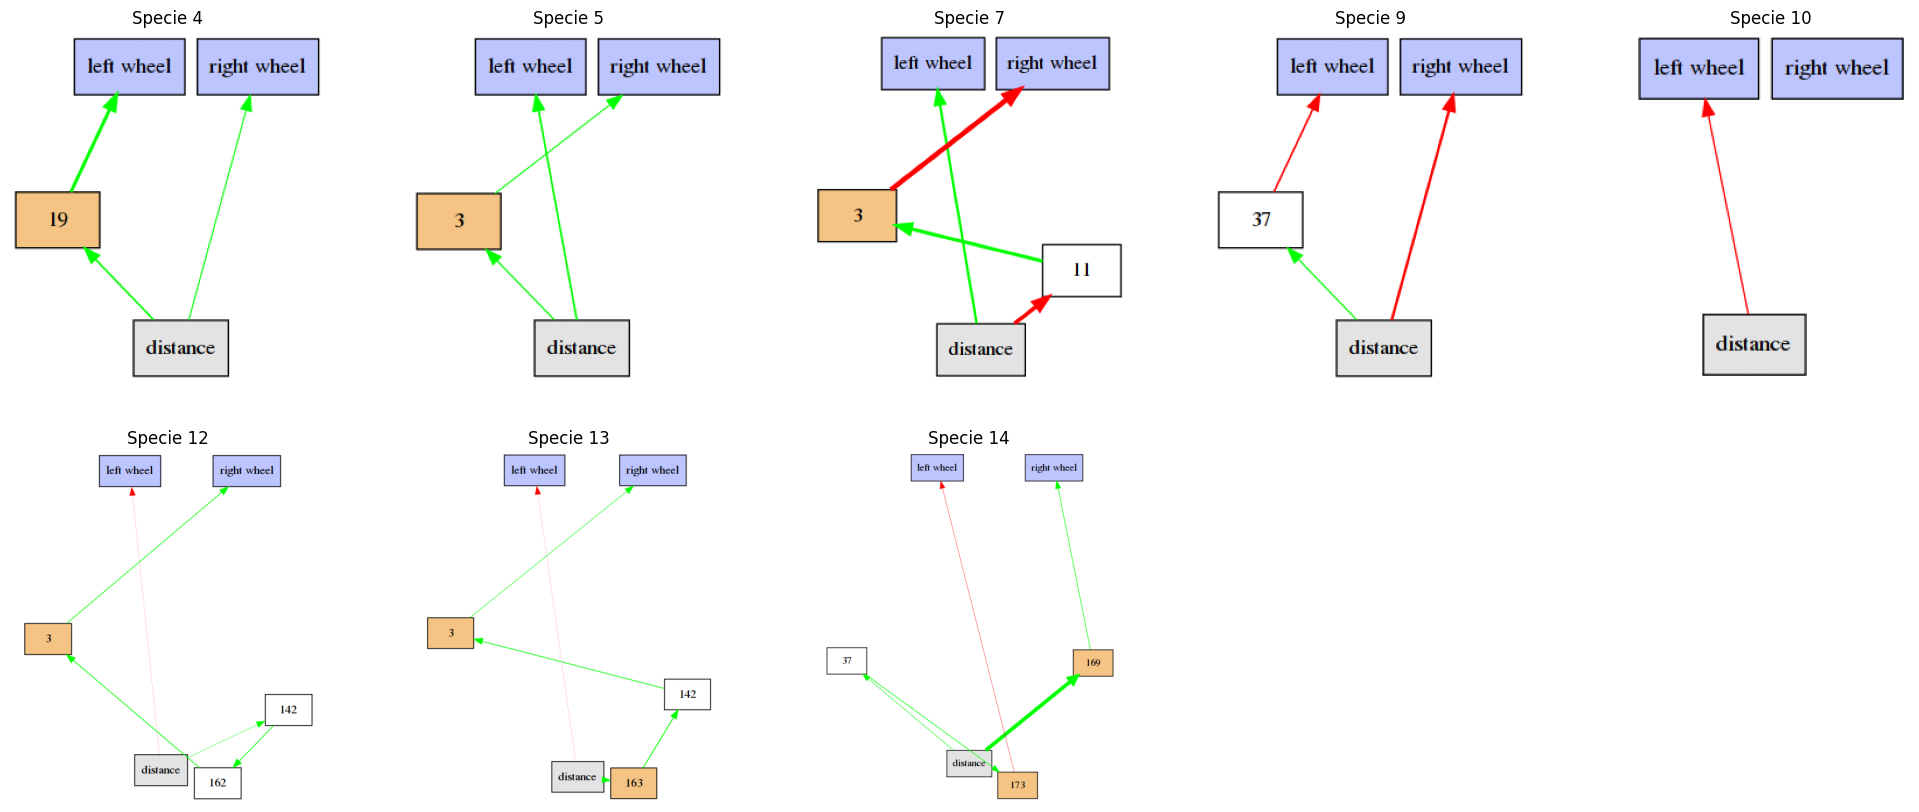 Specie 4
left wheel
right wheel
19
distance
Specie 5
left wheel
right wheel
3
distance
Specie 7
left wheel
right wheel
3
11
distance
Specie 9
left wheel
right wheel
37
distance
Specie 10
left wheel
right wheel
distance
Specie 12
left wheel
right wheel
3
142
distance
162
Specie 13
left wheel
right wheel
3
142
distance
163
Specie 14
left wheel
right wheel
37
169
distance
173